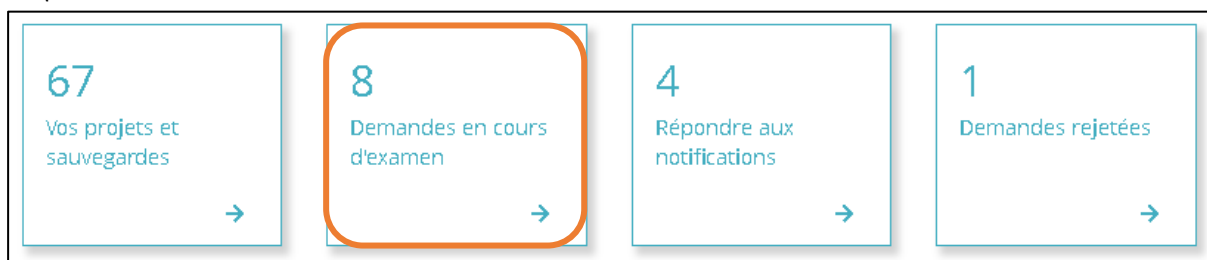 67
Vos projets et
sauvegardes
8
Demandes en cours
d'examen
4
Répondre aux
notifications
1
Demandes rejetées